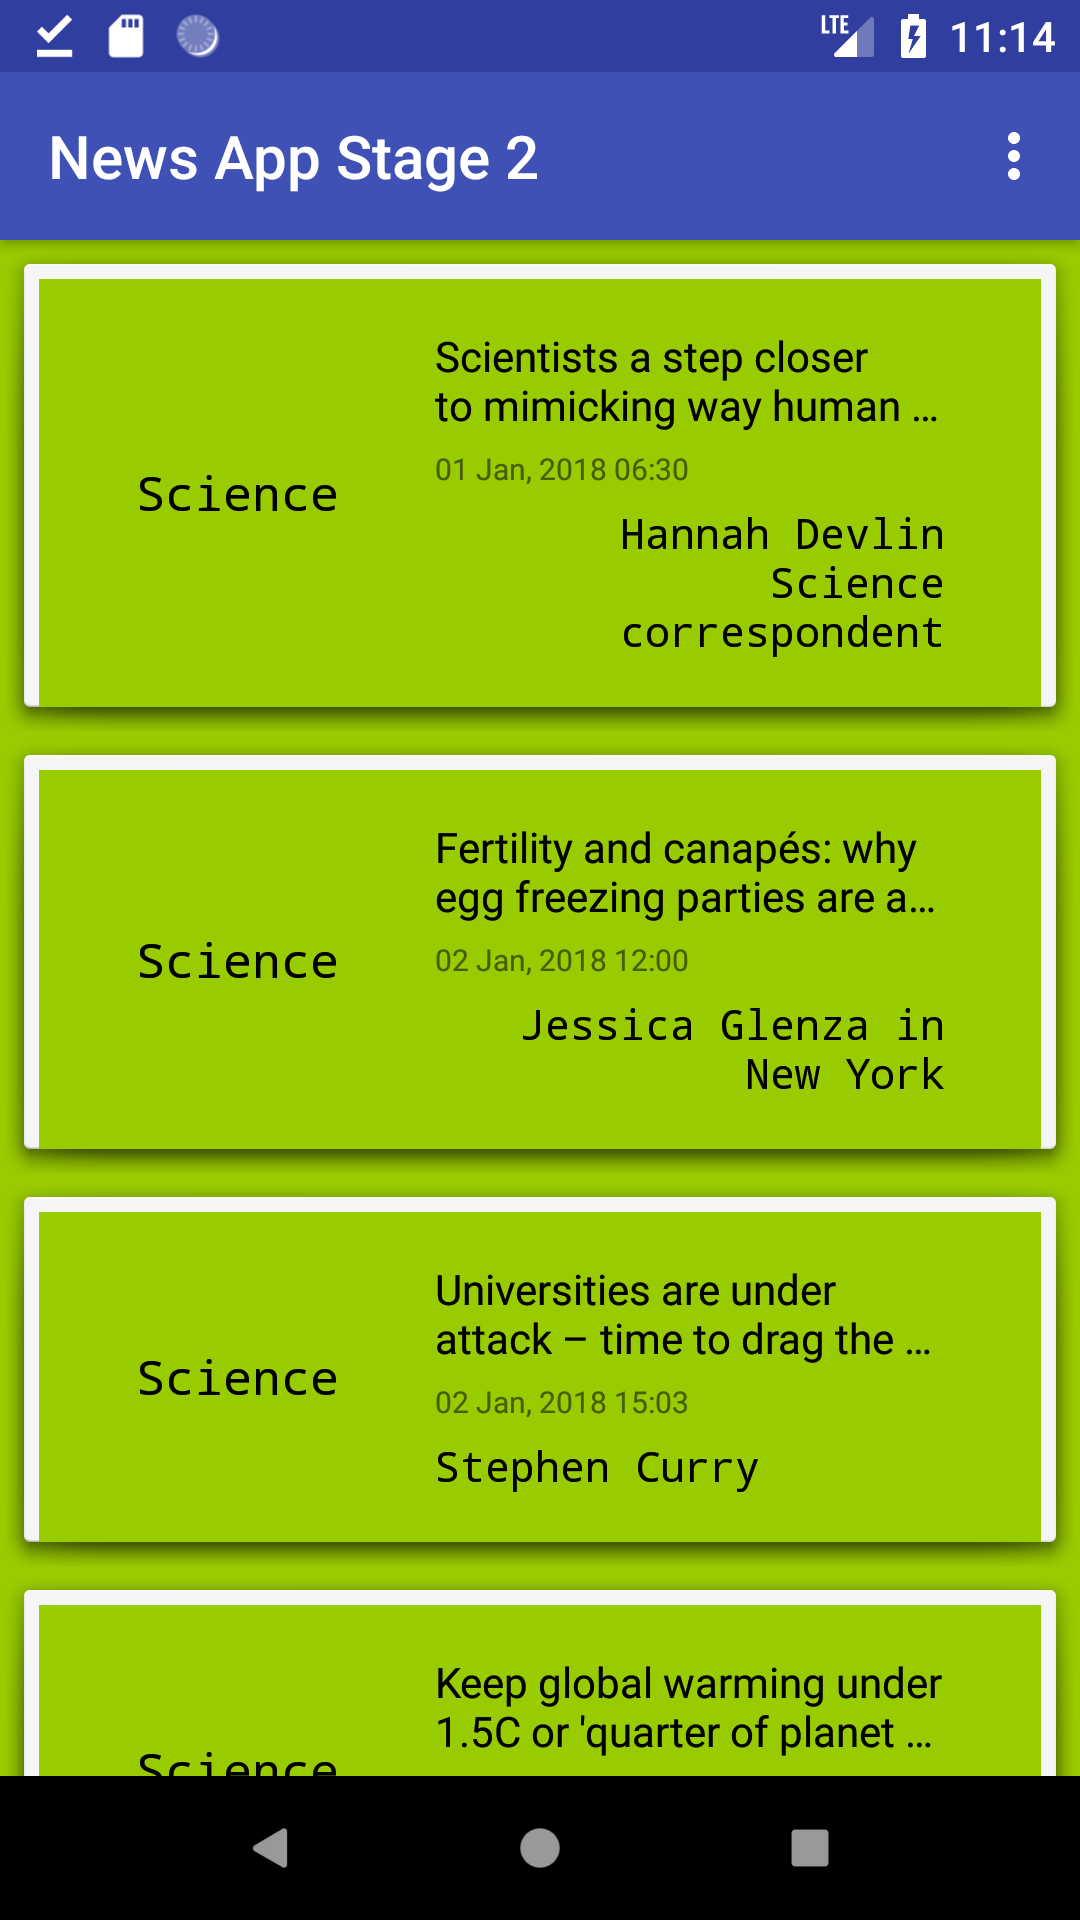 LTE 11:14
News App Stage 2
Scientists a step closer
to mimicking way human ...
01 Jan, 2018 06:30
Science
Hannah Devlin
Science
correspondent
Fertility and canapés: why
egg freezing parties are a...
02 Jan, 2018 12:00
Science
Jessica Glenza in
New York
Universities are under
attack – time to drag the ...
02 Jan, 2018 15:03
Science
Stephen Curry
Keep global warming under
1.5C or 'quarter of planet ...
Science